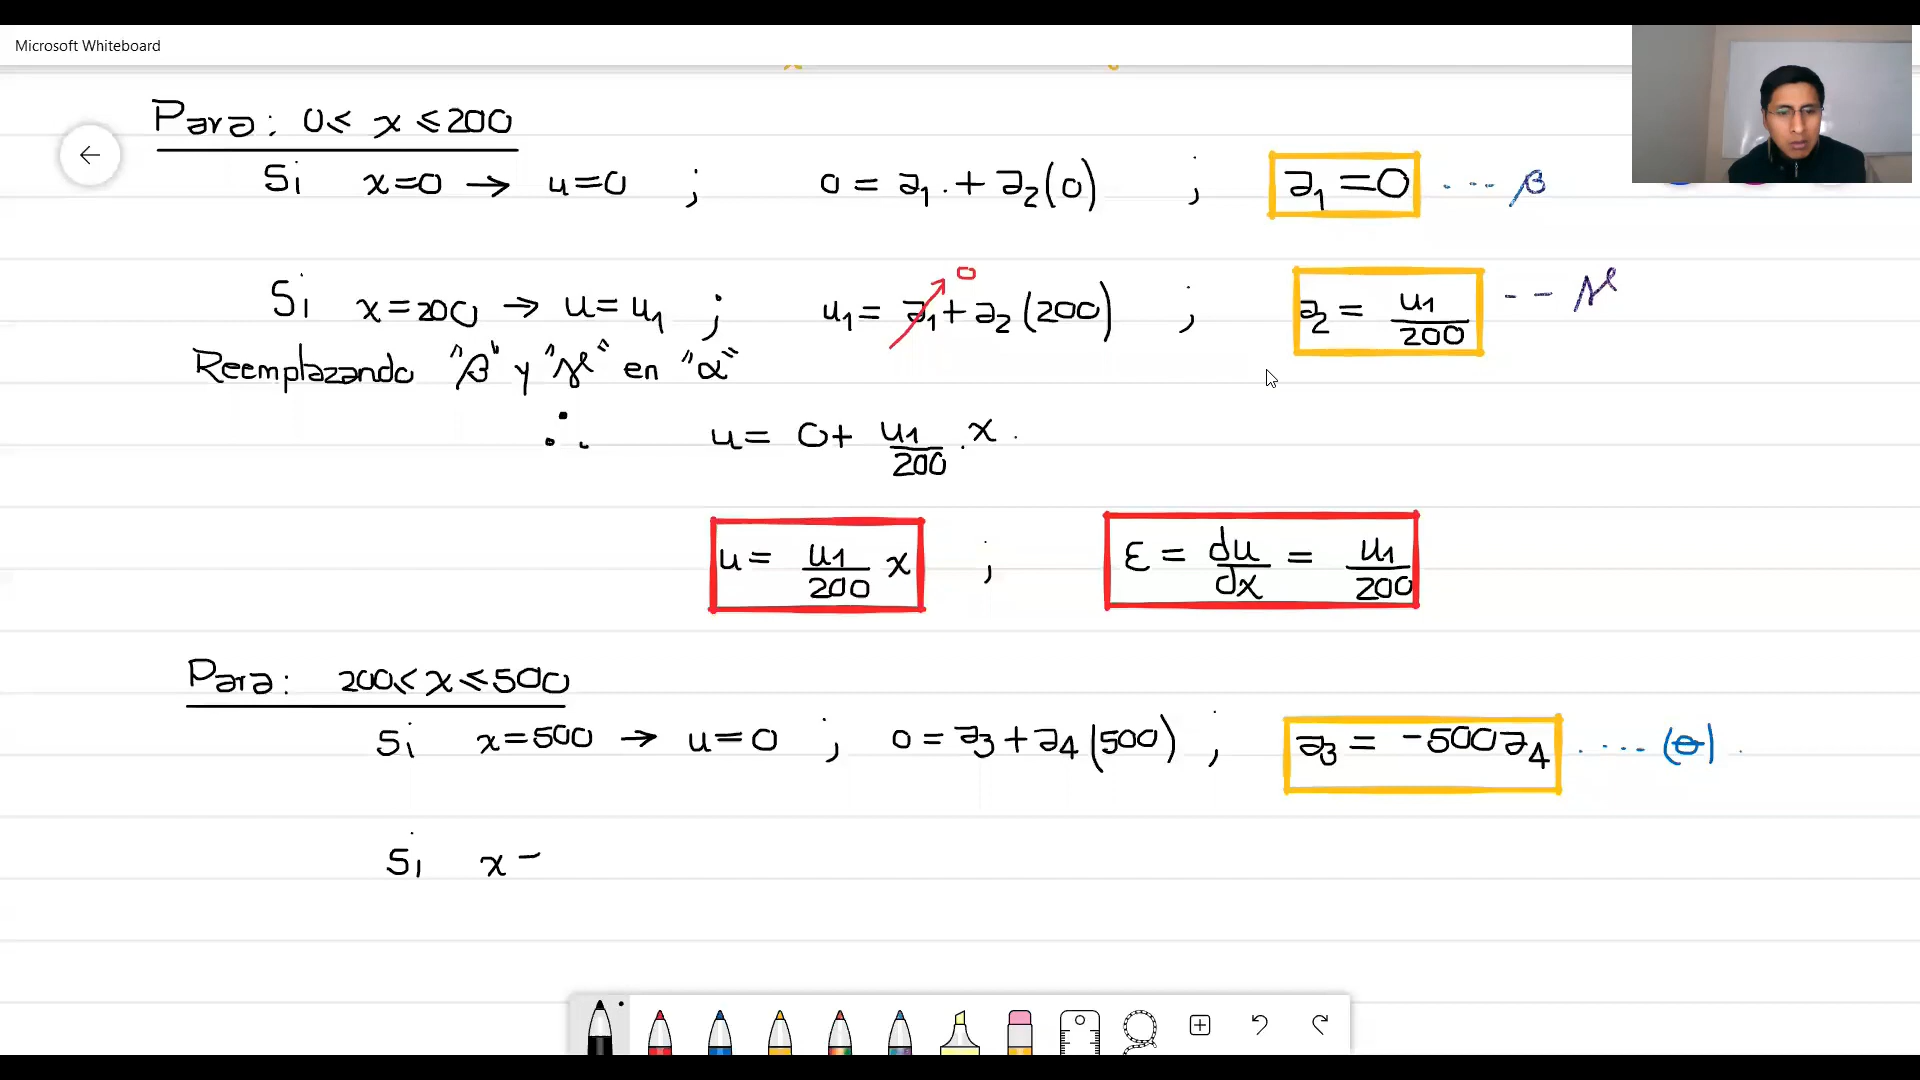 Microsoft Whiteboard
Para: 0< x ≤200
Si x=0 → u=0 ; 0 = a₁ + a₂(0) ; a₁ =0 ... β
0
Si x=200 → u=u₁ ; u₁= a₁+ a₂(200) ; a₂ = u₁/200
Reemplazando "β" y en "α"
∴ u= 0+ u₁/200 . x
u= u₁/200 x ; ε = du/dx = u₁/200
Para: 200< x ≤500
Si x=500 → u=0 ; 0 = a₃+a₄(500) ; a₃ = -500a₄ .... (θ)
Si x -